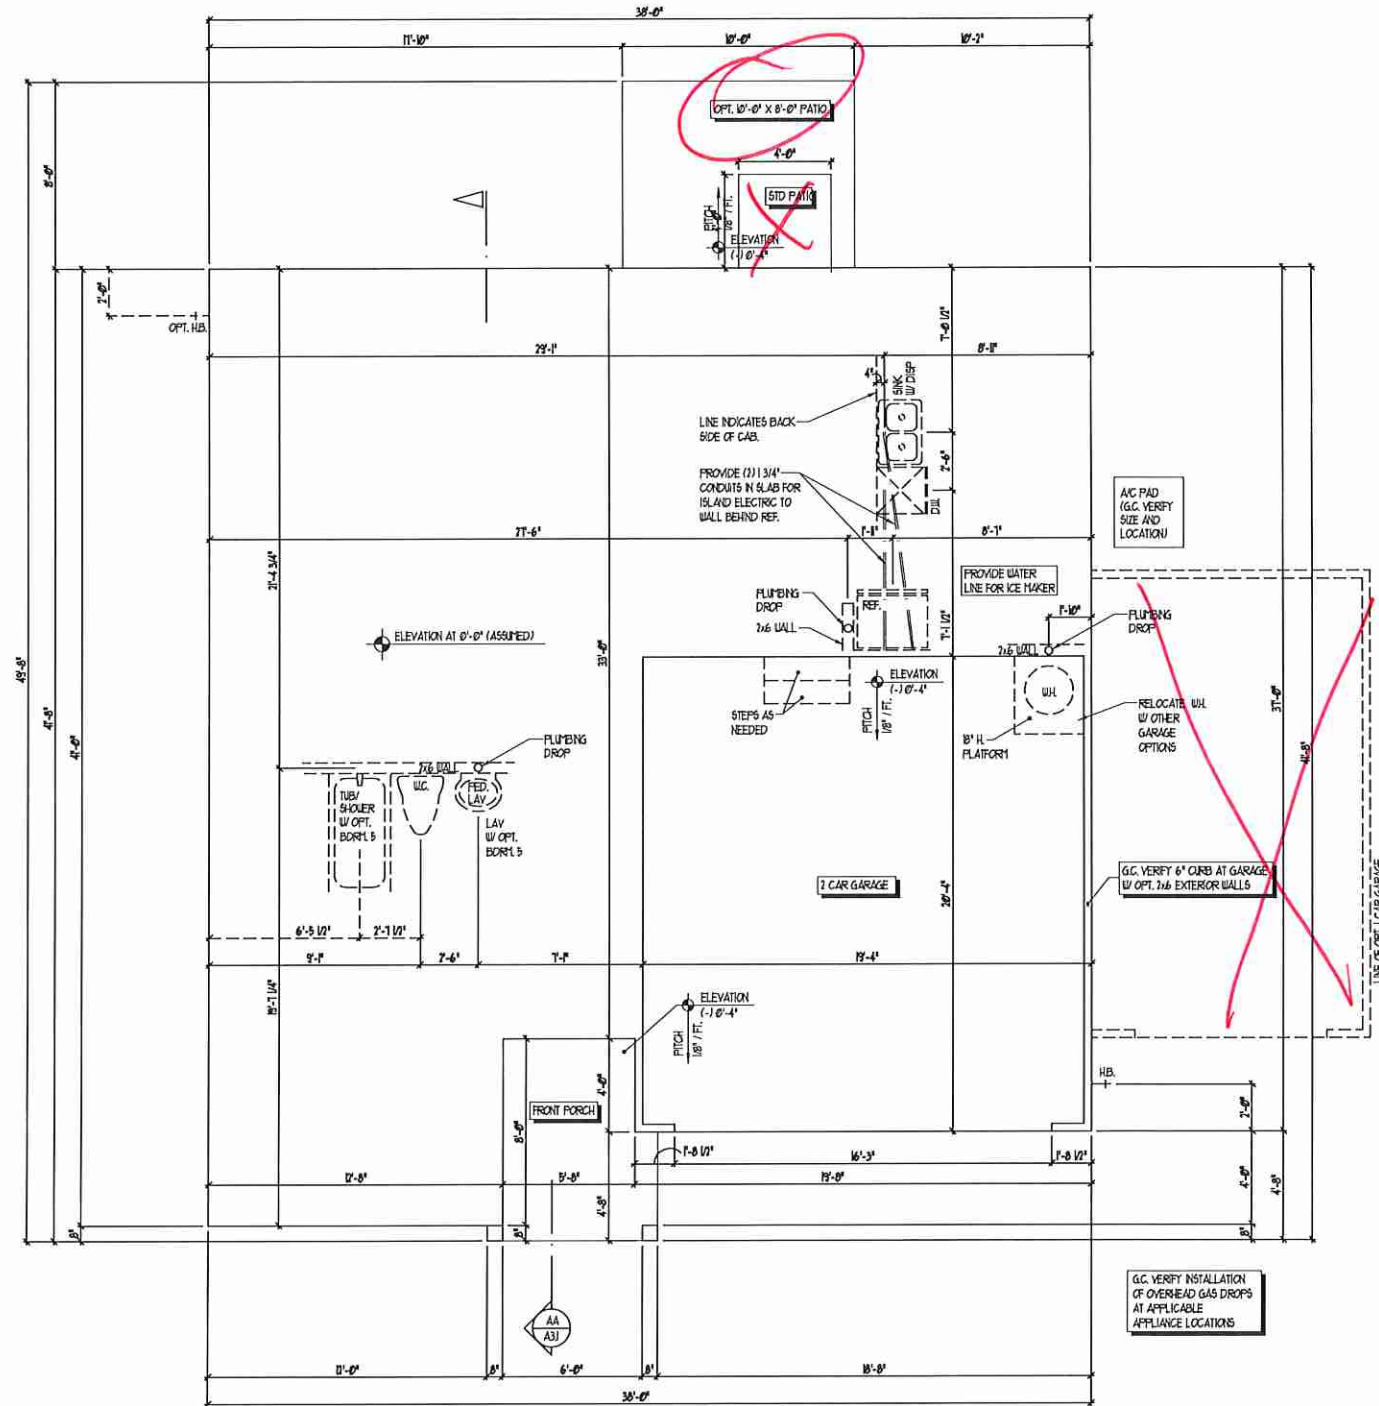 38'-0"
17'-10"
10'-0"
10'-2"
OPT. 10'-0" X 8'-0" PATIO
4'-0"
STD PATIO
PITCH
1/8" / FT.
ELEVATION
(-) 0'-4"
8'-0"
2'-0"
OPT. H.B.
29'-1"
8'-11"
7'-0 1/2"
4"
SINK
W/ DISP
LINE INDICATES BACK
SIDE OF CAB.
2'-6"
PROVIDE (2) 1 3/4"
CONDUITS IN SLAB FOR
ISLAND ELECTRIC TO
WALL BEHIND REF.
D.W.
A/C PAD
(G.C. VERIFY
SIZE AND
LOCATION)
27'-6"
1'-11"
8'-7"
21'-4 3/4"
PROVIDE WATER
LINE FOR ICE MAKER
PLUMBING
DROP
2x6 WALL
REF.
7'-1 1/2"
1'-10"
PLUMBING
DROP
2x6 WALL
ELEVATION AT 0'-0" (ASSUMED)
33'-0"
49'-8"
41'-8"
41'-0"
ELEVATION
(-) 0'-4"
PITCH
1/8" / FT.
STEPS AS
NEEDED
W.H.
18" H.
PLATFORM
RELOCATE W.H.
W/ OTHER
GARAGE
OPTIONS
37'-0"
41'-8"
PLUMBING
DROP
2x6 WALL
TUB/
SHOWER
W/ OPT.
BDRM. 5
W.C.
PED.
LAV
LAV
W/ OPT.
BDRM. 5
2 CAR GARAGE
20'-4"
G.C. VERIFY 6" CURB AT GARAGE
W/ OPT. 2x6 EXTERIOR WALLS
LINE OF OPT. 1 CAR GARAGE
6'-5 1/2"
2'-7 1/2"
9'-1"
2'-6"
7'-1"
19'-4"
19'-7 1/4"
ELEVATION
(-) 0'-4"
PITCH
1/8" / FT.
4'-0"
FRONT PORCH
8'-0"
H.B.
2'-0"
1'-8 1/2"
16'-3"
1'-8 1/2"
12'-8"
5'-8"
19'-8"
4'-8"
4'-0"
4'-8"
8"
8"
8"
G.C. VERIFY INSTALLATION
OF OVERHEAD GAS DROPS
AT APPLICABLE
APPLIANCE LOCATIONS
AA
A3.1
12'-0"
8"
6'-0"
8"
18'-8"
38'-0"